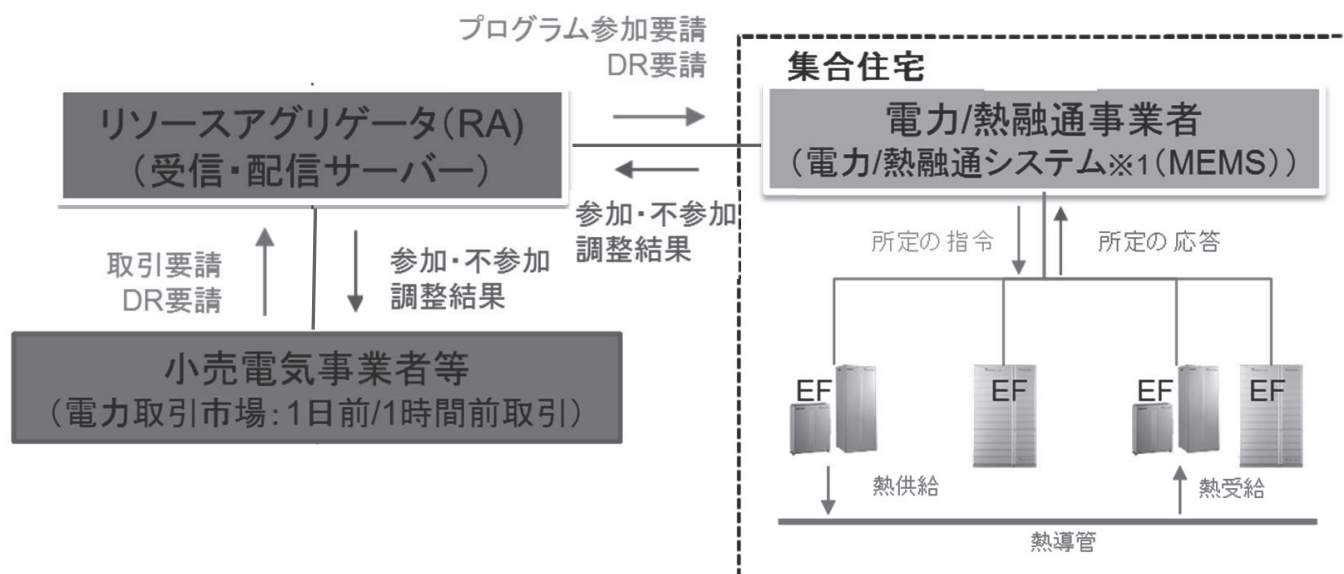 プログラム参加要請
DR要請
集合住宅
リソースアグリゲータ(RA)
(受信・配信サーバー)
電力/熱融通事業者
(電力/熱融通システム※1(MEMS))
参加・不参加
調整結果
所定の指令
所定の応答
取引要請
DR要請
参加・不参加
調整結果
小売電気事業者等
(電力取引市場:1日前/1時間前取引)
EF
EF
EF
EF
熱供給
熱受給
熱導管